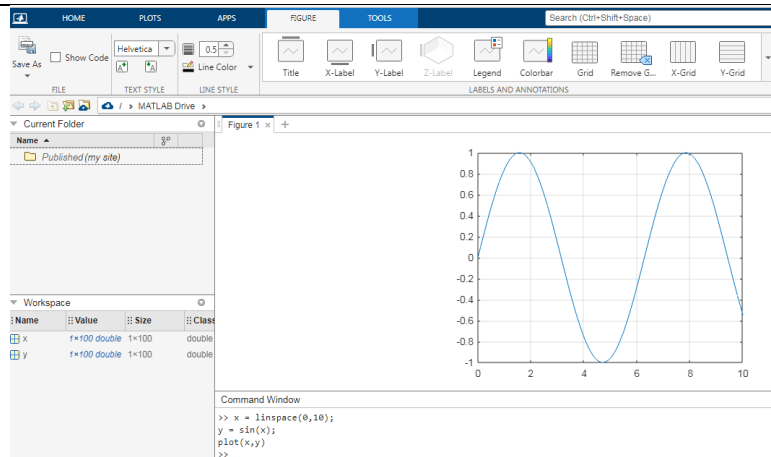 HOME PLOTS APPS FIGURE TOOLS Search (Ctrl+Shift+Space)
Save As Show Code Helvetica 0.5 Line Color
A A
Title X-Label Y-Label Z-Label Legend Colorbar Grid Remove G... X-Grid Y-Grid
FILE TEXT STYLE LINE STYLE LABELS AND ANNOTATIONS
/ › MATLAB Drive ›
Current Folder
Name
Published (my site)
Figure 1 × +
1
0.8
0.6
0.4
0.2
0
-0.2
-0.4
-0.6
-0.8
-1
0 2 4 6 8 10
Workspace
Name Value Size Class
x 1×100 double 1×100 double
y 1×100 double 1×100 double
Command Window
>> x = linspace(0,10);
y = sin(x);
plot(x,y)
>>